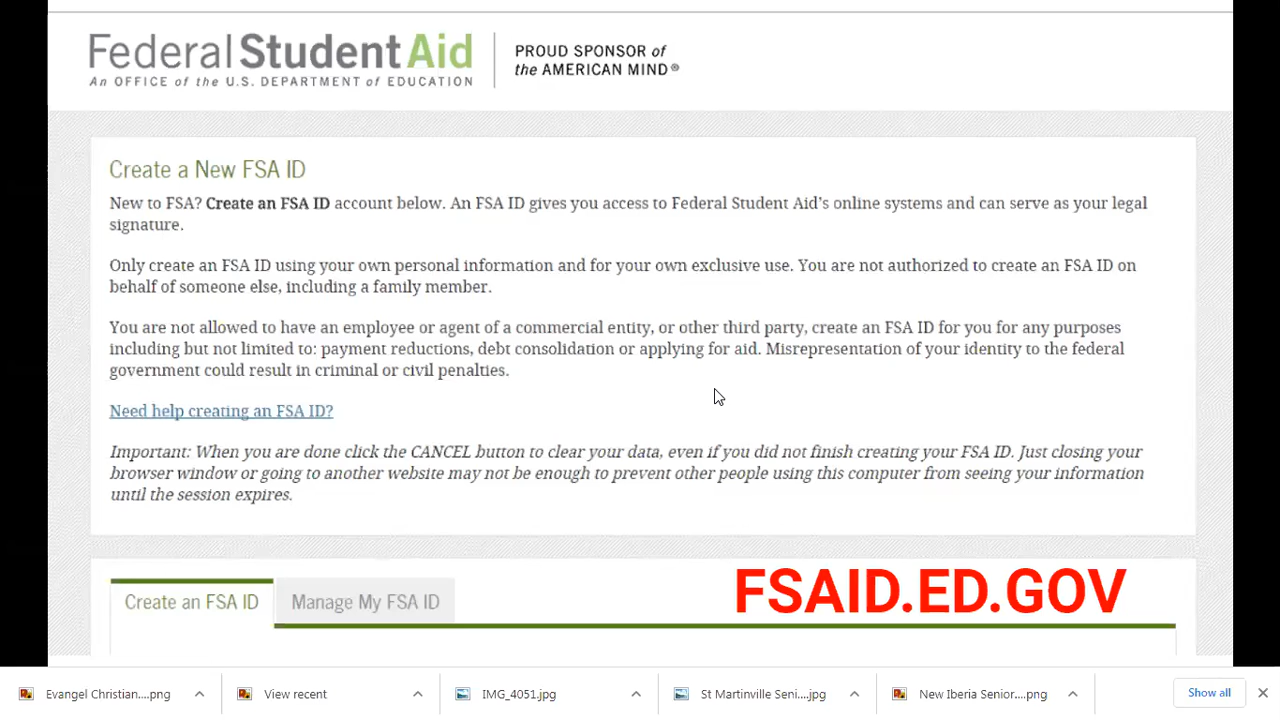 Federal Student Aid
An OFFICE of the U.S. DEPARTMENT of EDUCATION
PROUD SPONSOR of
the AMERICAN MIND®
Create a New FSA ID
New to FSA? Create an FSA ID account below. An FSA ID gives you access to Federal Student Aid's online systems and can serve as your legal
signature.
Only create an FSA ID using your own personal information and for your own exclusive use. You are not authorized to create an FSA ID on
behalf of someone else, including a family member.
You are not allowed to have an employee or agent of a commercial entity, or other third party, create an FSA ID for you for any purposes
including but not limited to: payment reductions, debt consolidation or applying for aid. Misrepresentation of your identity to the federal
government could result in criminal or civil penalties.
Need help creating an FSA ID?
Important: When you are done click the CANCEL button to clear your data, even if you did not finish creating your FSA ID. Just closing your
browser window or going to another website may not be enough to prevent other people using this computer from seeing your information
until the session expires.
Create an FSA ID
Manage My FSA ID
FSAID.ED.GOV
Evangel Christian....png
View recent
IMG_4051.jpg
St Martinville Seni....jpg
New Iberia Senior....png
Show all